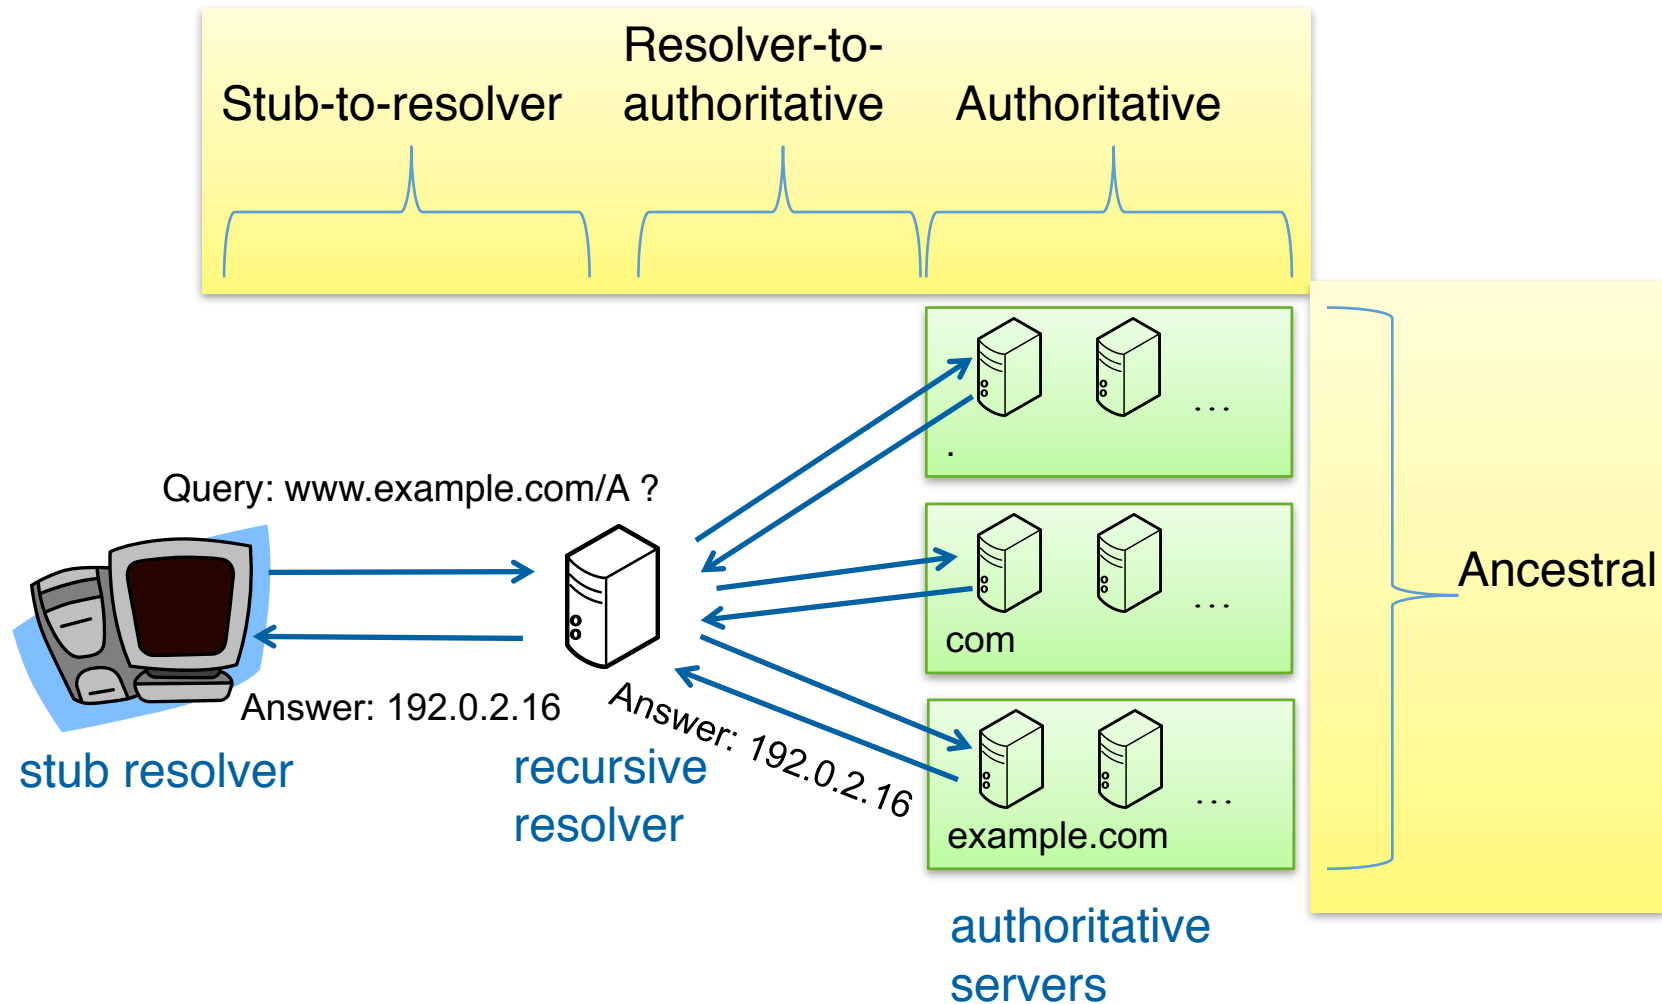 Resolver-to-
Stub-to-resolver authoritative Authoritative
...
.
Query: www.example.com/A ?
...
com
Ancestral
Answer: 192.0.2.16
Answer: 192.0.2.16
stub resolver
recursive
resolver
...
example.com
authoritative
servers